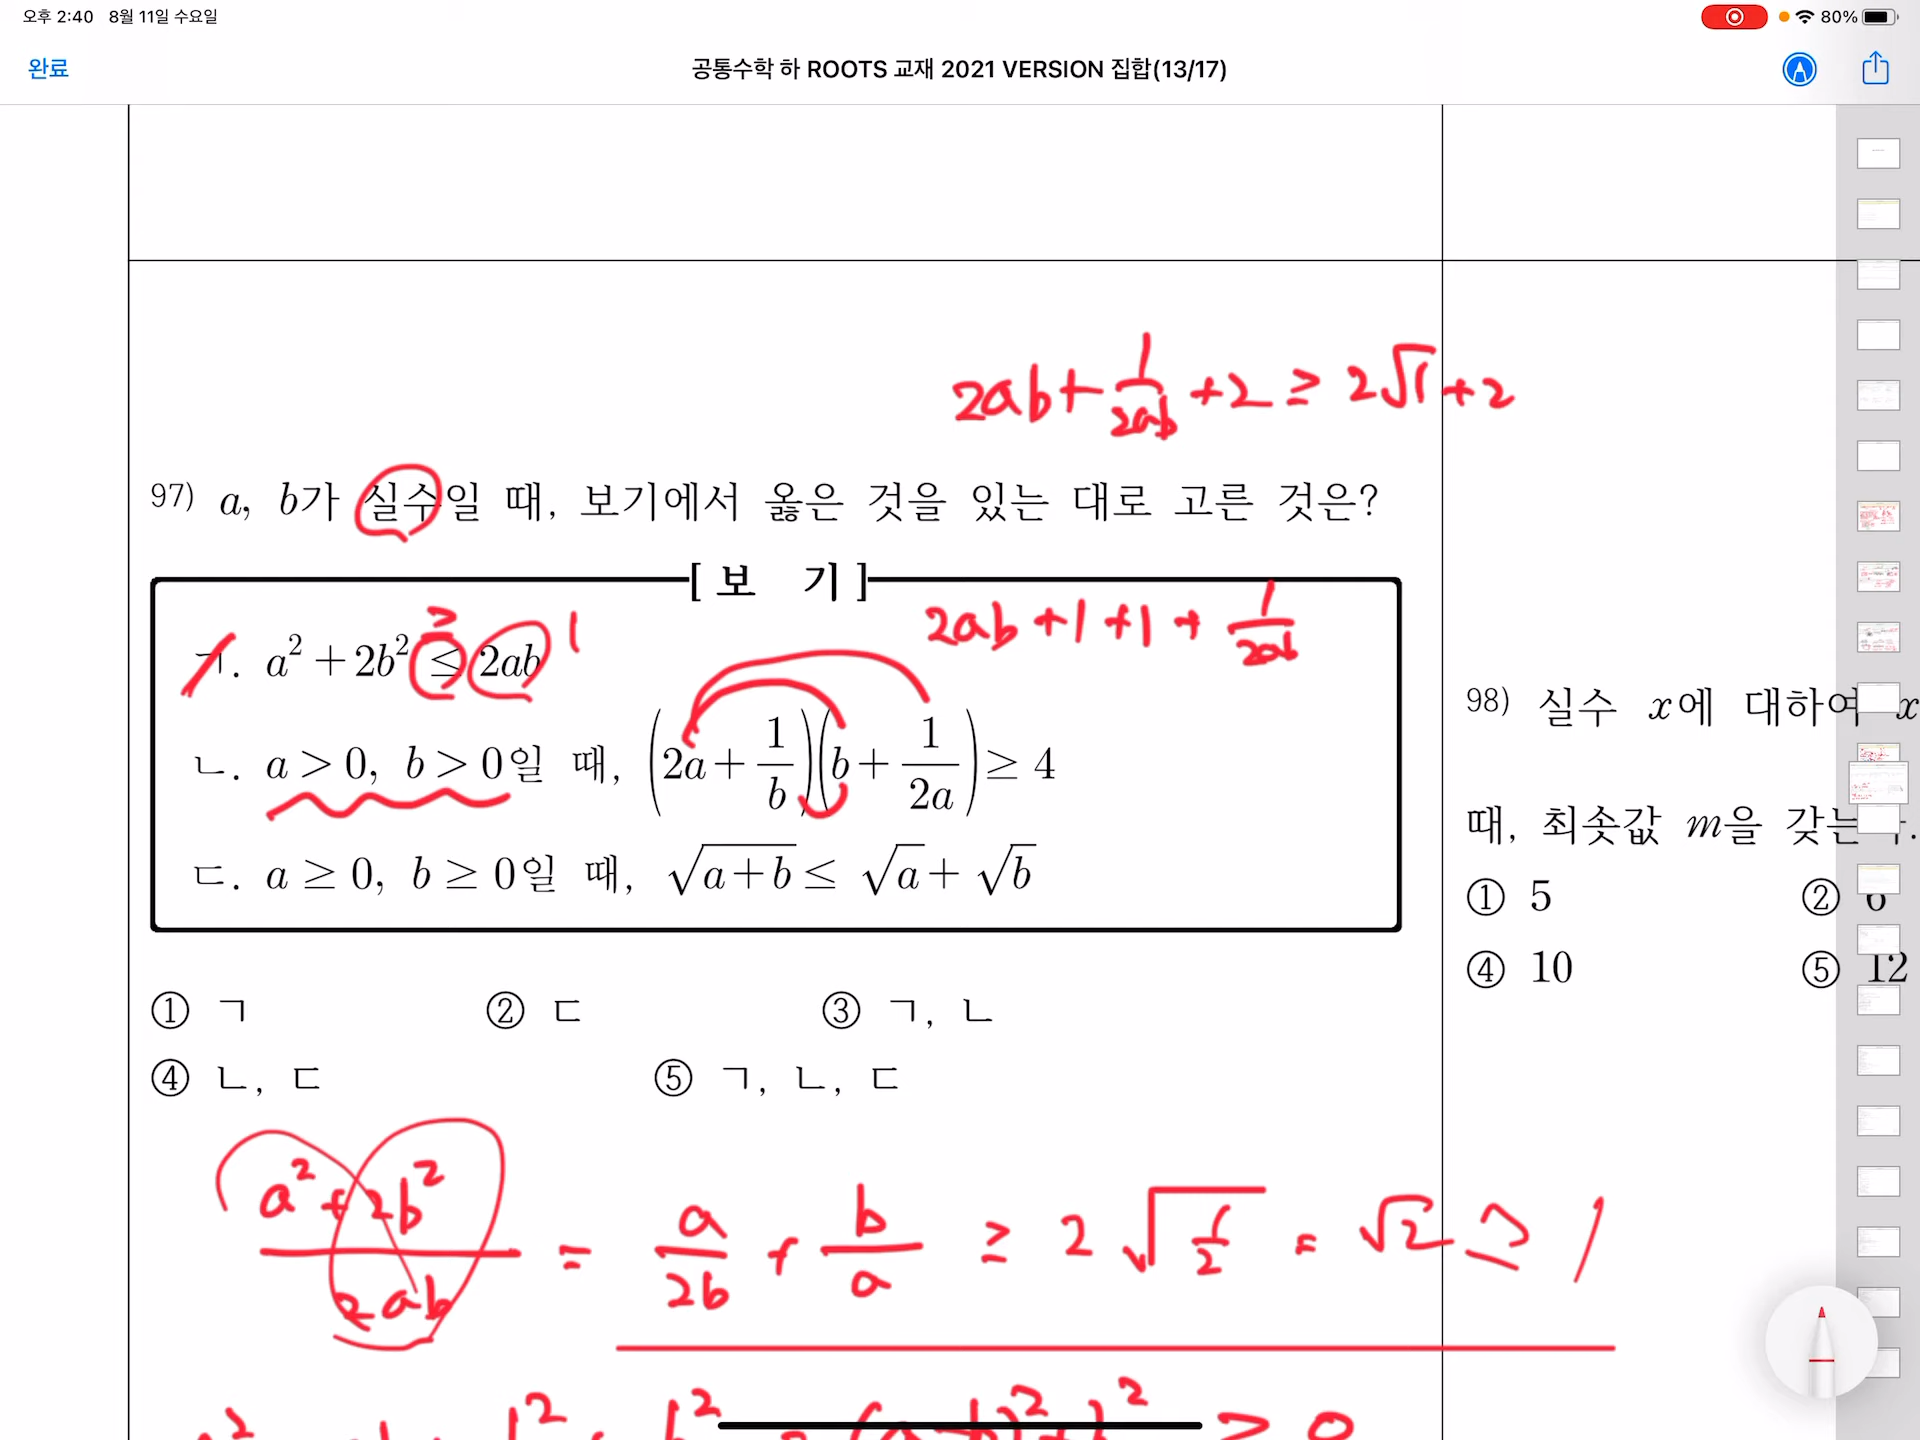 오후 2:40 8월 11일 수요일
80%
완료
공통수학 하 ROOTS 교재 2021 VERSION 집합(13/17)
2ab + 1/2ab + 2 ≥ 2√1 + 2
97) a, b가 실수일 때, 보기에서 옳은 것을 있는 대로 고른 것은?
[ 보 기 ]
2ab + 1 + 1 + 1/2ab
≥ 1
ㄱ. a² + 2b² ≤ 2ab
ㄴ. a > 0, b > 0일 때, (2a + 1/b)(b + 1/2a) ≥ 4
ㄷ. a ≥ 0, b ≥ 0일 때, √(a+b) ≤ √a + √b
① ㄱ ② ㄷ ③ ㄱ, ㄴ
④ ㄴ, ㄷ ⑤ ㄱ, ㄴ, ㄷ
(a² + 2b²)/2ab = a/2b + b/a ≥ 2√(1/2) = √2 ≥ 1
98) 실수 x에 대하여 x
때, 최솟값 m을 갖는
① 5 ② 6
④ 10 ⑤ 12